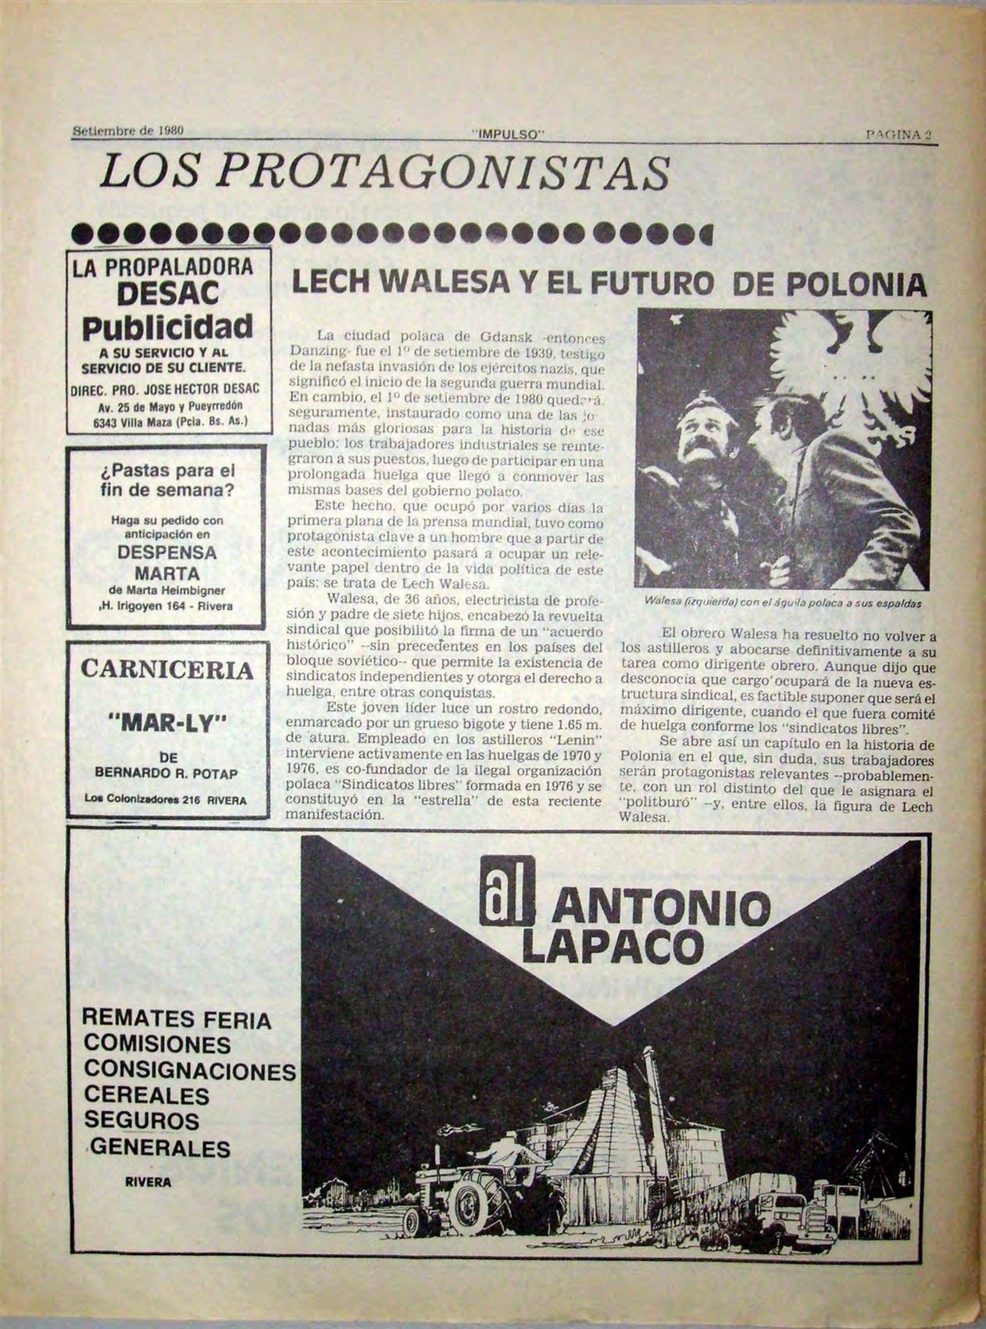 Setiembre de 1980
"IMPULSO"
PAGINA 2
LOS PROTAGONISTAS
LA PROPALADORA
DESAC
Publicidad
A SU SERVICIO Y AL
SERVICIO DE SU CLIENTE.
DIREC. PRO. JOSE HECTOR DESAC
Av. 25 de Mayo y Pueyrredón
6343 Villa Maza (Pcia. Bs. As.)
¿Pastas para el
fin de semana?
Haga su pedido con
anticipación en
DESPENSA
MARTA
de Marta Heimbigner
H. Irigoyen 164 - Rivera
CARNICERIA
"MAR-LY"
DE
BERNARDO R. POTAP
Los Colonizadores 216 RIVERA
LECH WALESA Y EL FUTURO DE POLONIA
La ciudad polaca de Gdansk -entonces
Danzing- fue el 1º de setiembre de 1939, testigo
de la nefasta invasión de los ejércitos nazis, que
significó el inicio de la segunda guerra mundial.
En cambio, el 1º de setiembre de 1980 quedará,
seguramente, instaurado como una de las jo
nadas más gloriosas para la historia de ese
pueblo: los trabajadores industriales se reinte-
graron a sus puestos, luego de participar en una
prolongada huelga que llegó a conmover las
mismas bases del gobierno polaco.
Este hecho, que ocupó por varios días la
primera plana de la prensa mundial, tuvo como
protagonista clave a un hombre que a partir de
este acontecimiento pasará a ocupar un rele-
vante papel dentro de la vida política de este
país: se trata de Lech Walesa.
Walesa, de 36 años, electricista de profe-
sión y padre de siete hijos, encabezó la revuelta
sindical que posibilitó la firma de un "acuerdo
histórico" --sin precedentes en los países del
bloque soviético-- que permite la existencia de
sindicatos independientes y otorga el derecho a
huelga, entre otras conquistas.
Este joven líder luce un rostro redondo,
enmarcado por un grueso bigote y tiene 1.65 m.
de atura. Empleado en los astilleros "Lenin"
interviene activamente en las huelgas de 1970 y
1976, es co-fundador de la ilegal organización
polaca "Sindicatos libres" formada en 1976 y se
constituyó en la "estrella" de esta reciente
manifestación.
Walesa (izquierda) con el águila polaca a sus espaldas
El obrero Walesa ha resuelto no volver a
los astilleros y abocarse definitivamente a su
tarea como dirigente obrero. Aunque dijo que
desconocía que cargo ocupará de la nueva es-
tructura sindical, es factible suponer que será el
máximo dirigente, cuando el que fuera comité
de huelga conforme los "sindicatos libres".
Se abre así un capítulo en la historia de
Polonia en el que, sin duda, sus trabajadores
serán protagonistas relevantes --probablemen-
te, con un rol distinto del que le asignara el
"politburó" --y, entre ellos, la figura de Lech
Walesa.
al ANTONIO
LAPACO
REMATES FERIA
COMISIONES
CONSIGNACIONES
CEREALES
SEGUROS
GENERALES
RIVERA